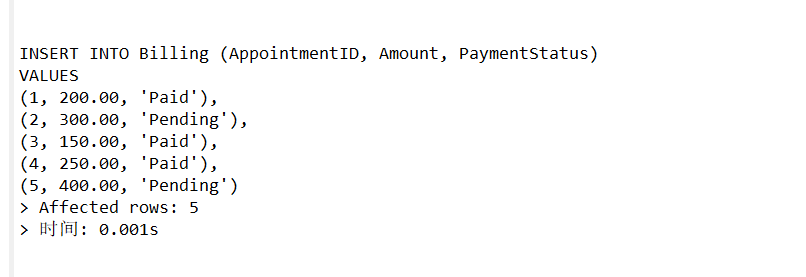 INSERT INTO Billing (AppointmentID, Amount, PaymentStatus)
VALUES
(1, 200.00, 'Paid'),
(2, 300.00, 'Pending'),
(3, 150.00, 'Paid'),
(4, 250.00, 'Paid'),
(5, 400.00, 'Pending')
> Affected rows: 5
> 时间: 0.001s